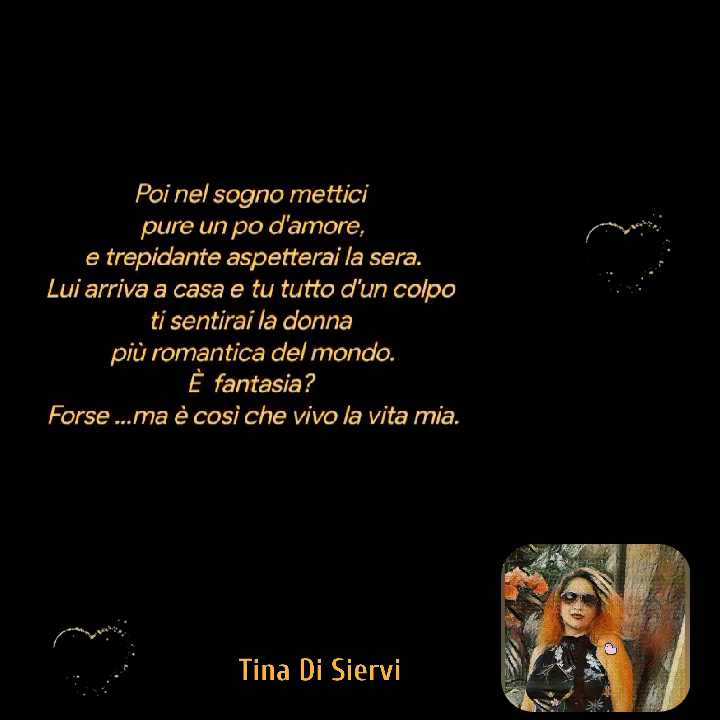 Poi nel sogno mettici
pure un po d'amore,
e trepidante aspetterai la sera.
Lui arriva a casa e tu tutto d'un colpo
ti sentirai la donna
più romantica del mondo.
È fantasia?
Forse ...ma è così che vivo la vita mia.
Tina Di Siervi